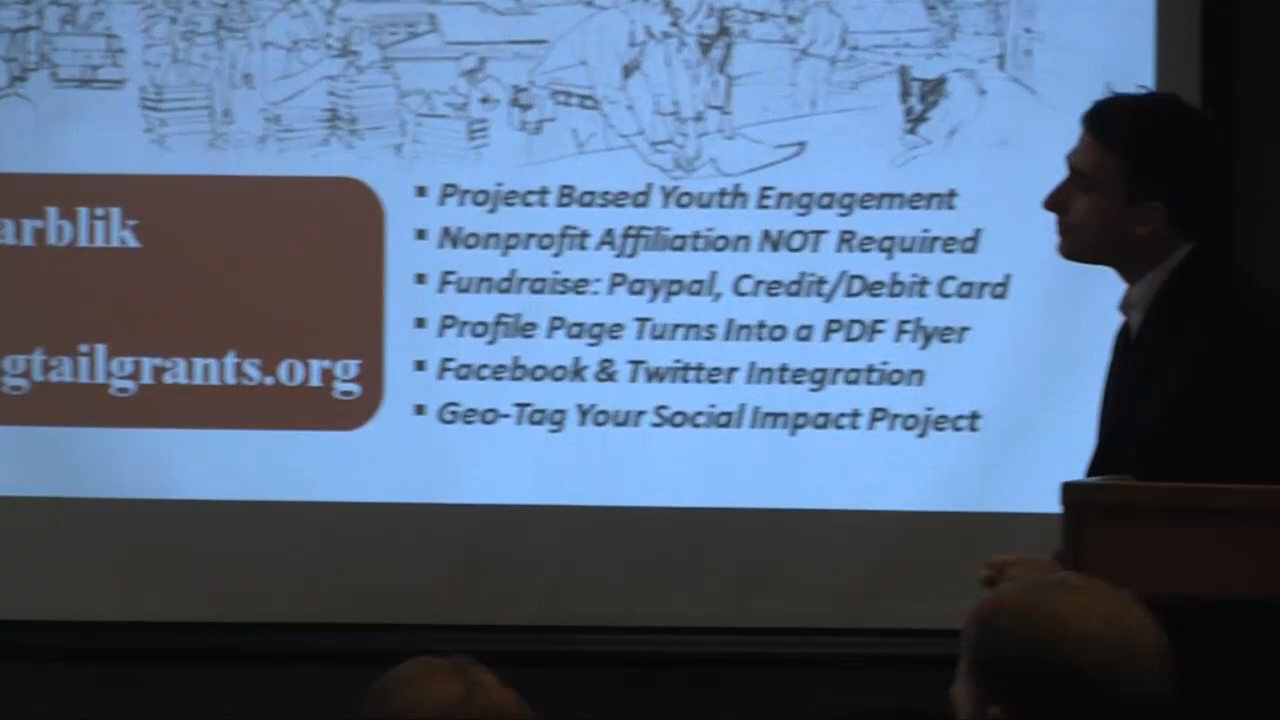 arblik
gtailgrants.org
▪ Project Based Youth Engagement
▪ Nonprofit Affiliation NOT Required
▪ Fundraise: Paypal, Credit/Debit Card
▪ Profile Page Turns Into a PDF Flyer
▪ Facebook & Twitter Integration
▪ Geo-Tag Your Social Impact Project